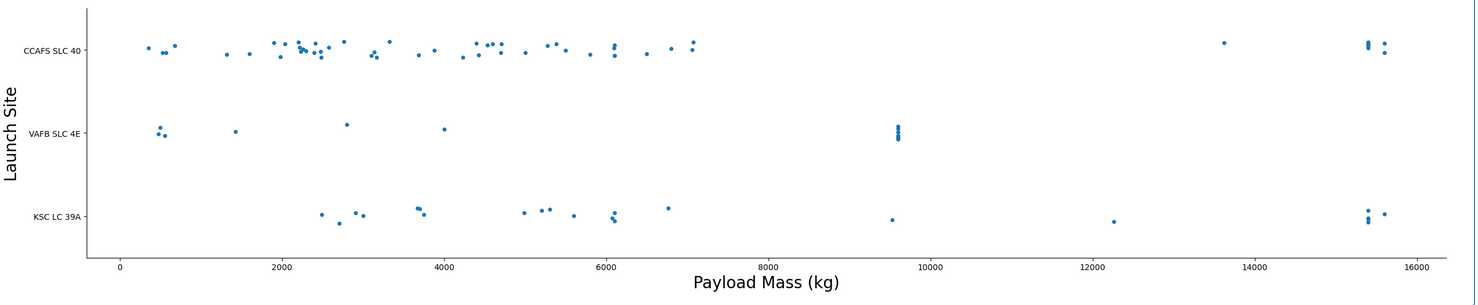 Launch Site
CCAFS SLC 40
VAFB SLC 4E
KSC LC 39A
0 2000 4000 6000 8000 10000 12000 14000 16000
Payload Mass (kg)